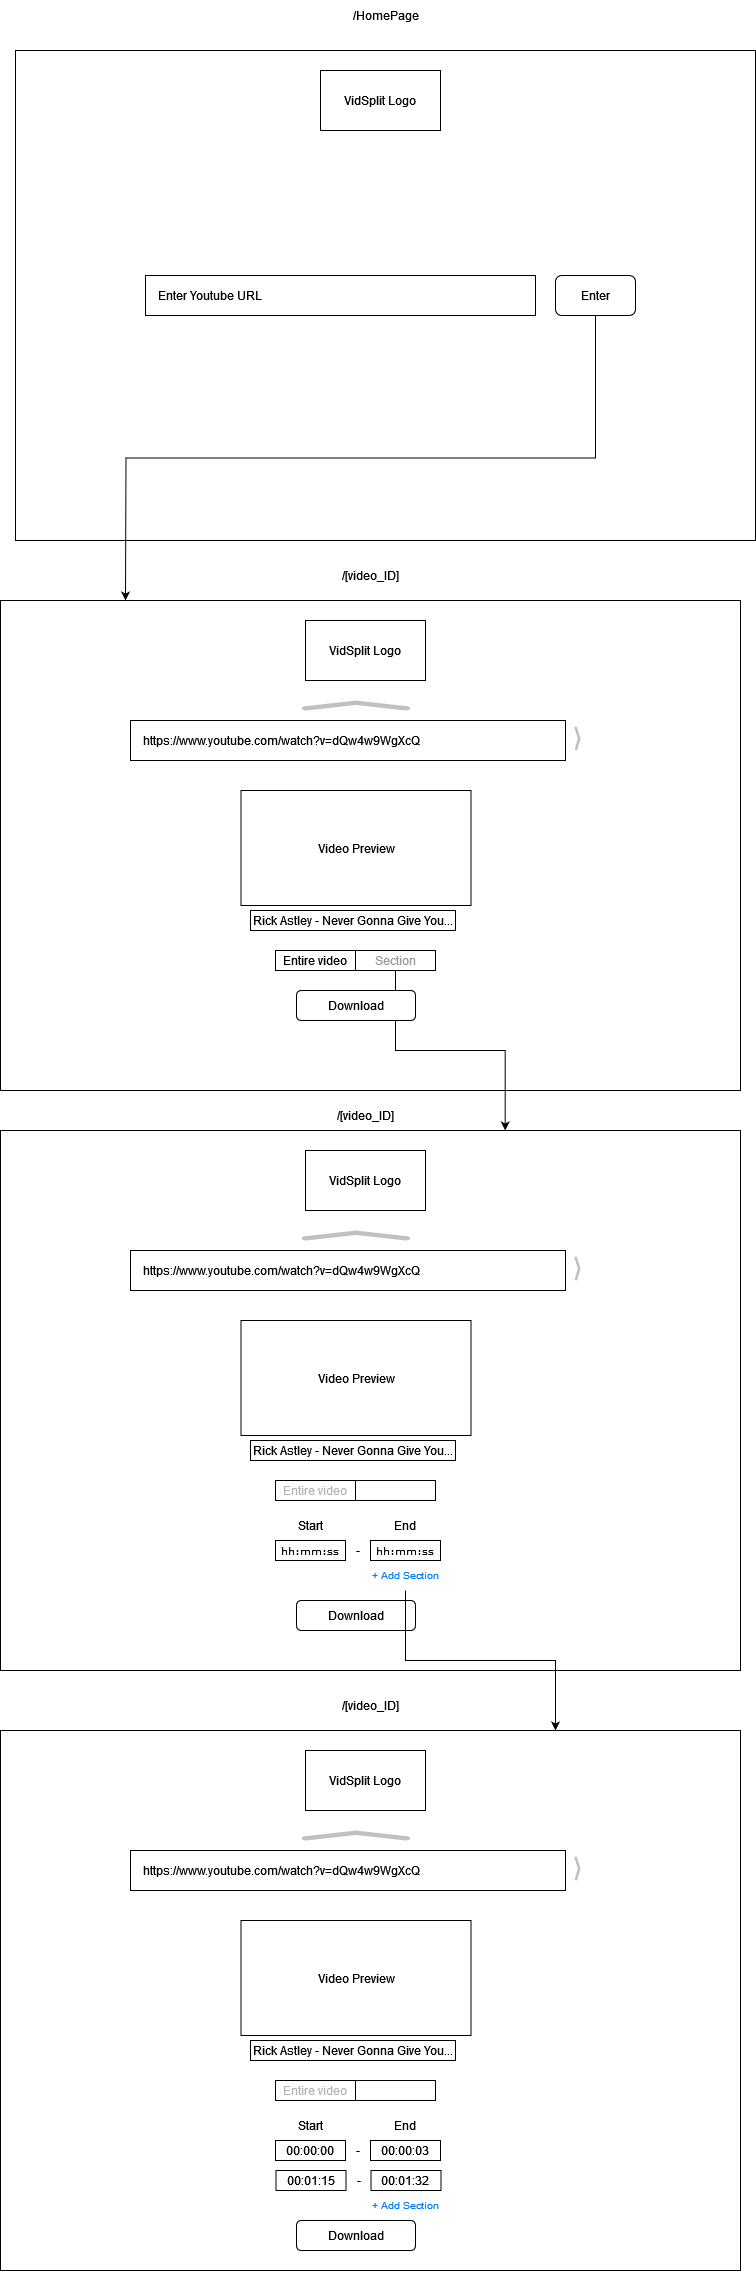 /HomePage
VidSplit Logo
Enter Youtube URL
Enter
/[video_ID]
VidSplit Logo
https://www.youtube.com/watch?v=dQw4w9WgXcQ
Video Preview
Rick Astley - Never Gonna Give You...
Entire video Section
Download
/[video_ID]
VidSplit Logo
https://www.youtube.com/watch?v=dQw4w9WgXcQ
Video Preview
Rick Astley - Never Gonna Give You...
Entire video
Start End
hh:mm:ss - hh:mm:ss
+ Add Section
Download
/[video_ID]
VidSplit Logo
https://www.youtube.com/watch?v=dQw4w9WgXcQ
Video Preview
Rick Astley - Never Gonna Give You...
Entire video
Start End
00:00:00 - 00:00:03
00:01:15 - 00:01:32
+ Add Section
Download